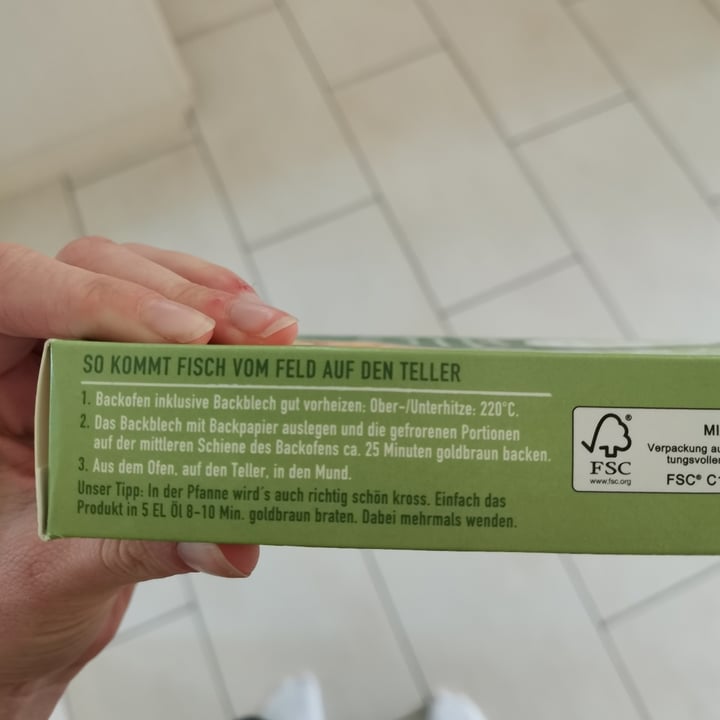 SO KOMMT FISCH VOM FELD AUF DEN TELLER
1. Backofen inklusive Backblech gut vorheizen: Ober-/Unterhitze: 220°C.
2. Das Backblech mit Backpapier auslegen und die gefrorenen Portionen
auf der mittleren Schiene des Backofens ca. 25 Minuten goldbraun backen.
3. Aus dem Ofen, auf den Teller, in den Mund.
Unser Tipp: In der Pfanne wird's auch richtig schön kross. Einfach das
Produkt in 5 EL Öl 8-10 Min. goldbraun braten. Dabei mehrmals wenden.
®
FSC
www.fsc.org
MI
Verpackung au
tungsvoller
FSC® C1